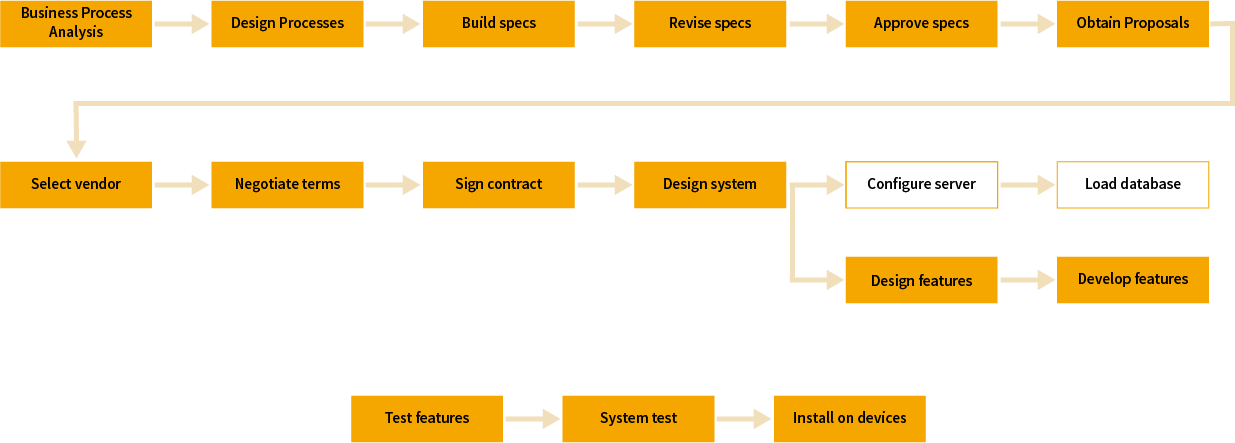 Business Process
Analysis
Design Processes
Build specs
Revise specs
Approve specs
Obtain Proposals
Select vendor
Negotiate terms
Sign contract
Design system
Configure server
Load database
Design features
Develop features
Test features
System test
Install on devices